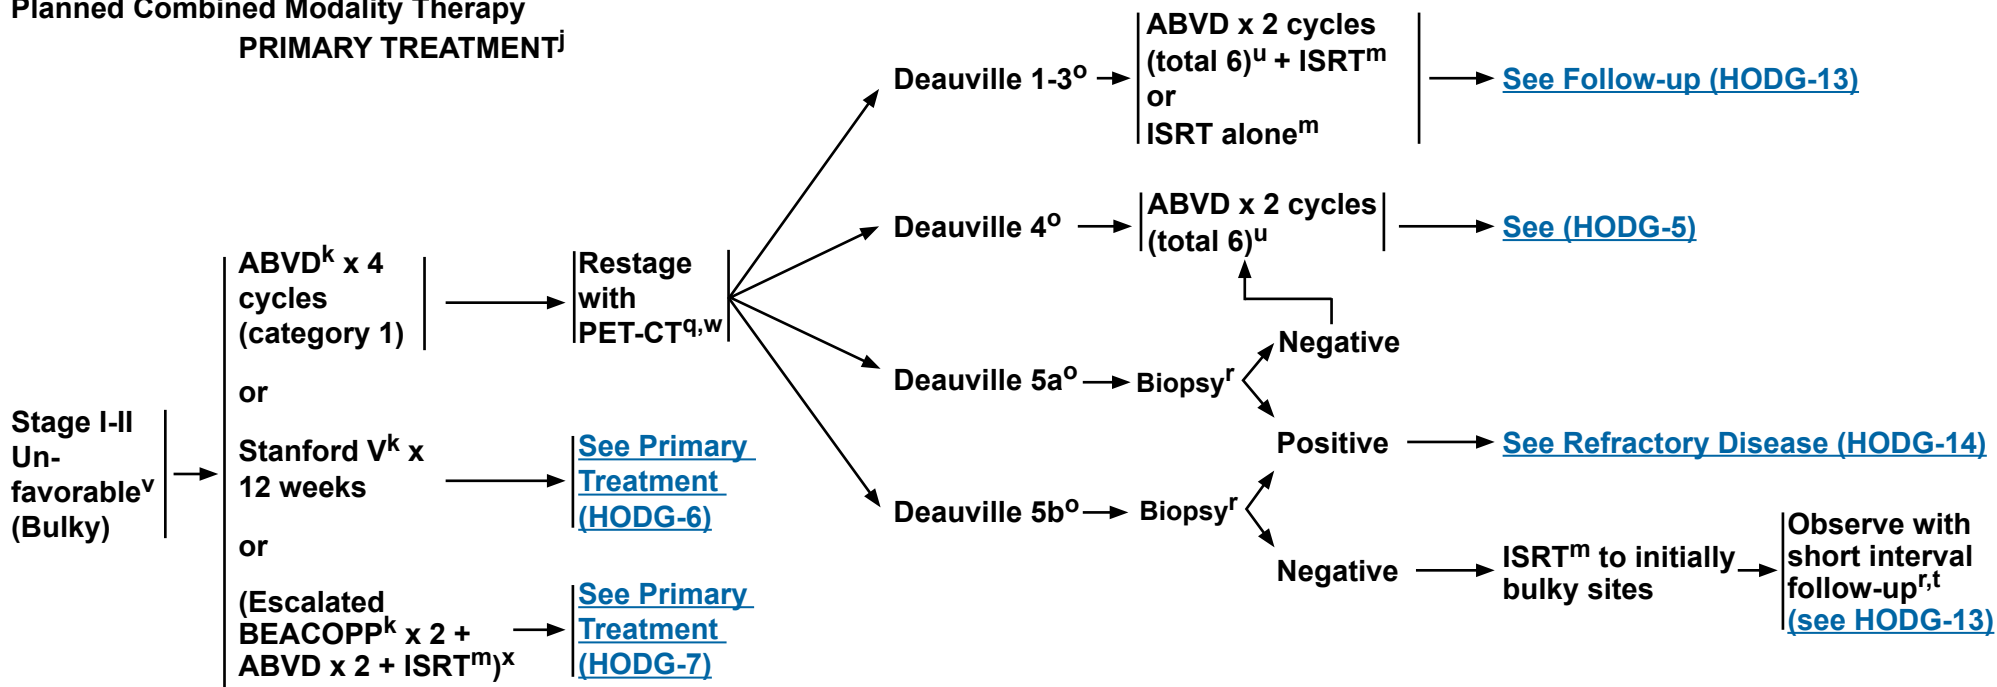 Planned Combined Modality Therapy
PRIMARY TREATMENTj
Stage I-II
Un-
favorablev
(Bulky)
ABVDk x 4
cycles
(category 1)
or
Stanford Vk x
12 weeks
or
(Escalated
BEACOPPk x 2 +
ABVD x 2 + ISRTm)x
Restage
with
PET-CTq,w
See Primary
Treatment
(HODG-6)
See Primary
Treatment
(HODG-7)
Deauville 1-3o
ABVD x 2 cycles
(total 6)u + ISRTm
or
ISRT alonem
See Follow-up (HODG-13)
Deauville 4o
ABVD x 2 cycles
(total 6)u
See (HODG-5)
Deauville 5ao
Biopsyr
Negative
Positive
See Refractory Disease (HODG-14)
Deauville 5bo
Biopsyr
Negative
ISRTm to initially
bulky sites
Observe with
short interval
follow-upr,t
(see HODG-13)